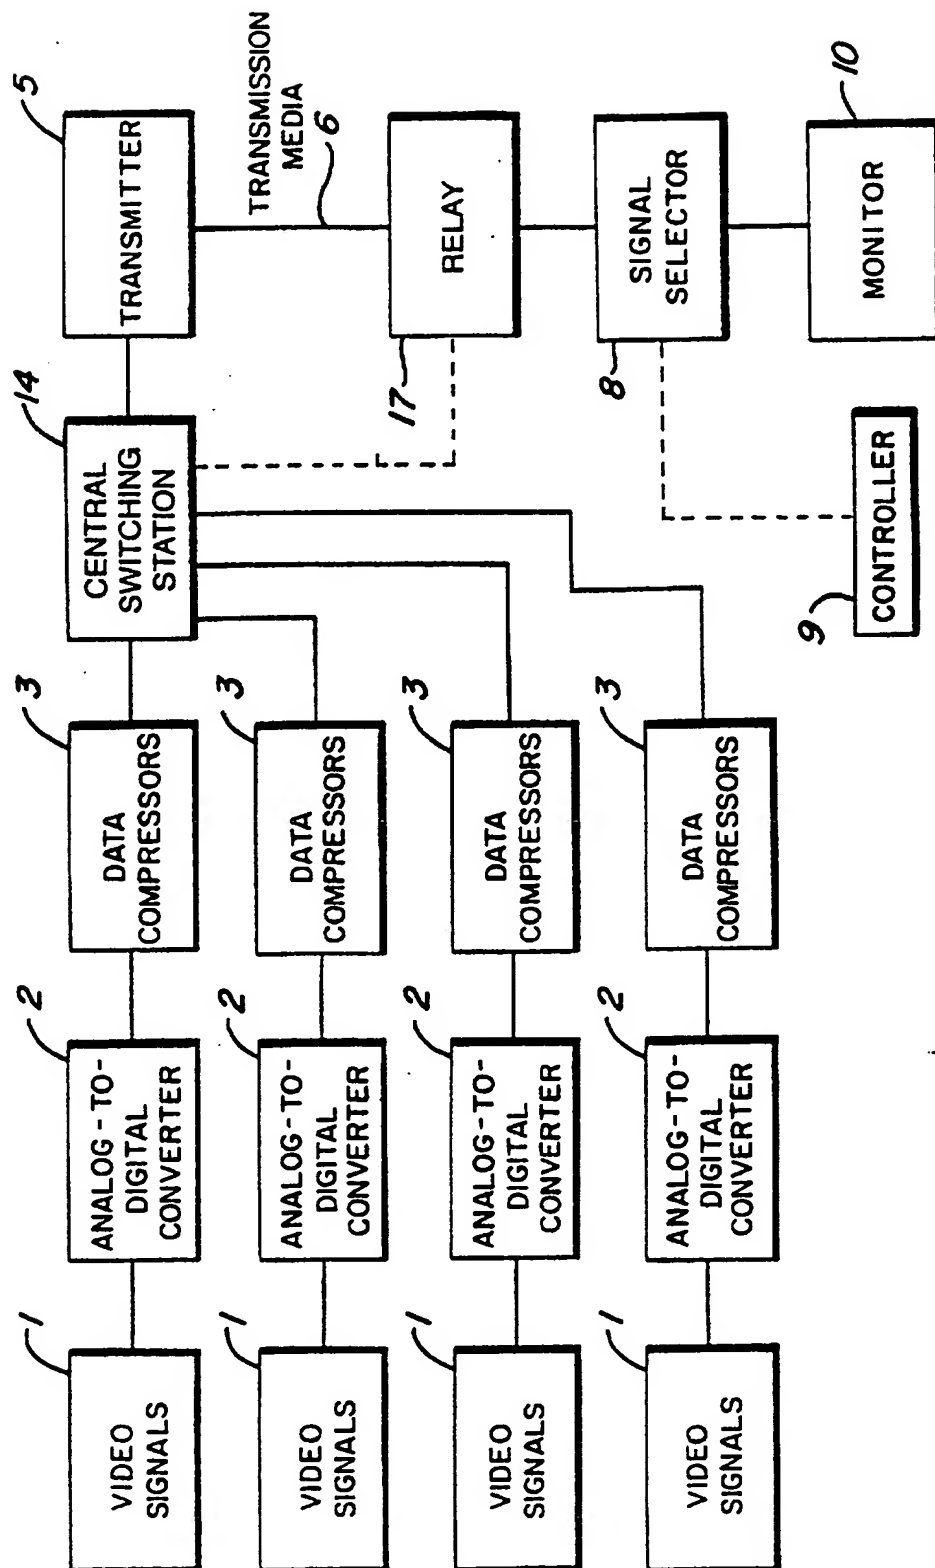 1
VIDEO
SIGNALS
2
ANALOG-TO-
DIGITAL
CONVERTER
3
DATA
COMPRESSORS
14
CENTRAL
SWITCHING
STATION
5
TRANSMITTER
1
VIDEO
SIGNALS
2
ANALOG-TO-
DIGITAL
CONVERTER
3
DATA
COMPRESSORS
TRANSMISSION
MEDIA
6
1
VIDEO
SIGNALS
2
ANALOG-TO-
DIGITAL
CONVERTER
3
DATA
COMPRESSORS
17
RELAY
1
VIDEO
SIGNALS
2
ANALOG-TO-
DIGITAL
CONVERTER
3
DATA
COMPRESSORS
8
SIGNAL
SELECTOR
9
CONTROLLER
10
MONITOR